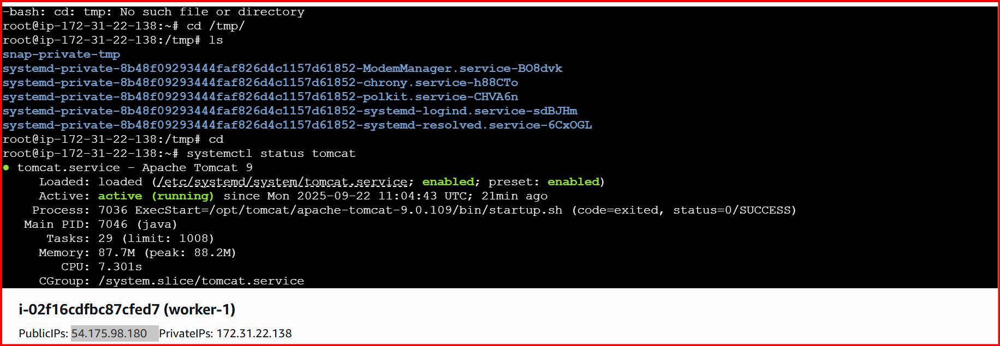 -bash: cd: tmp: No such file or directory
root@ip-172-31-22-138:~# cd /tmp/
root@ip-172-31-22-138:/tmp# ls
snap-private-tmp
systemd-private-8b48f09293444faf826d4c1157d61852-ModemManager.service-BO8dvk
systemd-private-8b48f09293444faf826d4c1157d61852-chrony.service-h88CTo
systemd-private-8b48f09293444faf826d4c1157d61852-polkit.service-CHVA6n
systemd-private-8b48f09293444faf826d4c1157d61852-systemd-logind.service-sdBJHm
systemd-private-8b48f09293444faf826d4c1157d61852-systemd-resolved.service-6CxOGL
root@ip-172-31-22-138:/tmp# cd
root@ip-172-31-22-138:~# systemctl status tomcat
● tomcat.service - Apache Tomcat 9
Loaded: loaded (/etc/systemd/system/tomcat.service; enabled; preset: enabled)
Active: active (running) since Mon 2025-09-22 11:04:43 UTC; 21min ago
Process: 7036 ExecStart=/opt/tomcat/apache-tomcat-9.0.109/bin/startup.sh (code=exited, status=0/SUCCESS)
Main PID: 7046 (java)
Tasks: 29 (limit: 1008)
Memory: 87.7M (peak: 88.2M)
CPU: 7.301s
CGroup: /system.slice/tomcat.service
i-02f16cdfbc87cfed7 (worker-1)
PublicIPs: 54.175.98.180 PrivateIPs: 172.31.22.138